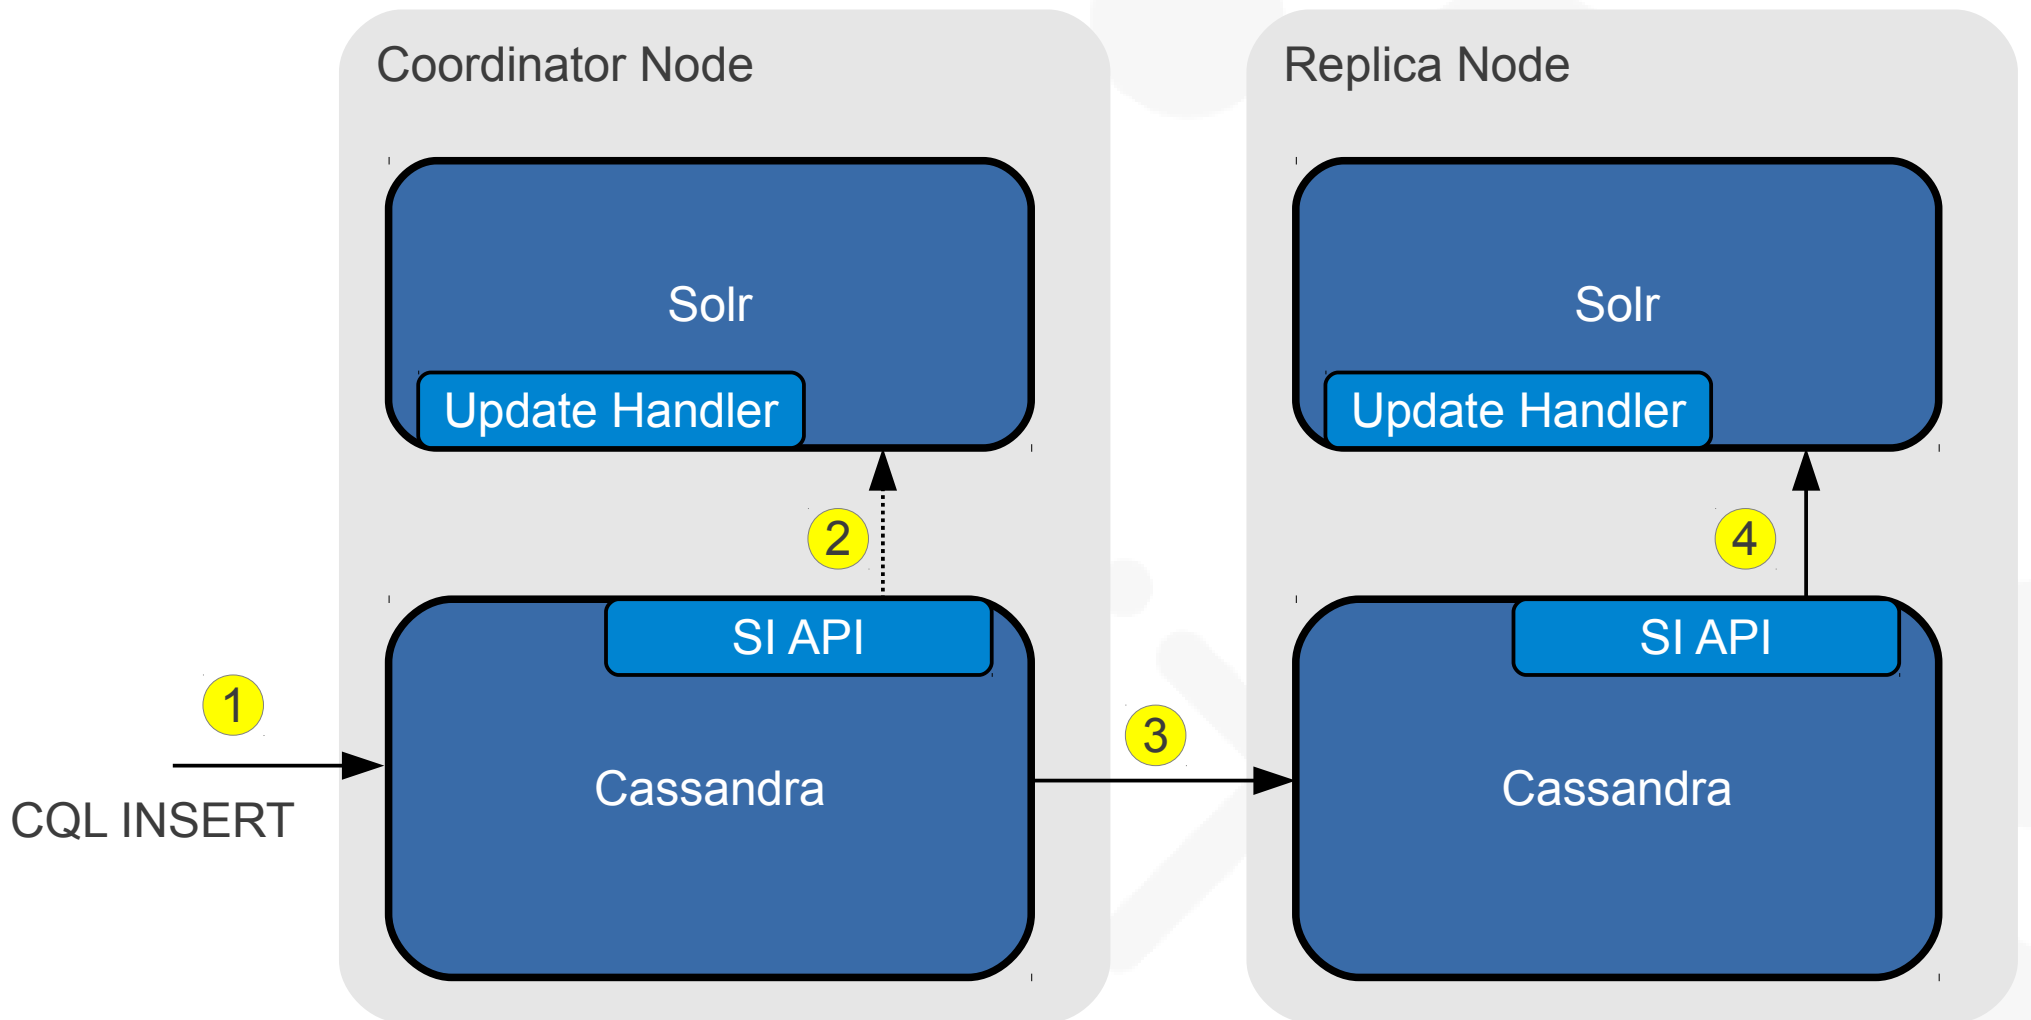 Coordinator Node
Replica Node
Solr
Solr
Update Handler
Update Handler
2
4
SI API
SI API
1
3
Cassandra
Cassandra
CQL INSERT